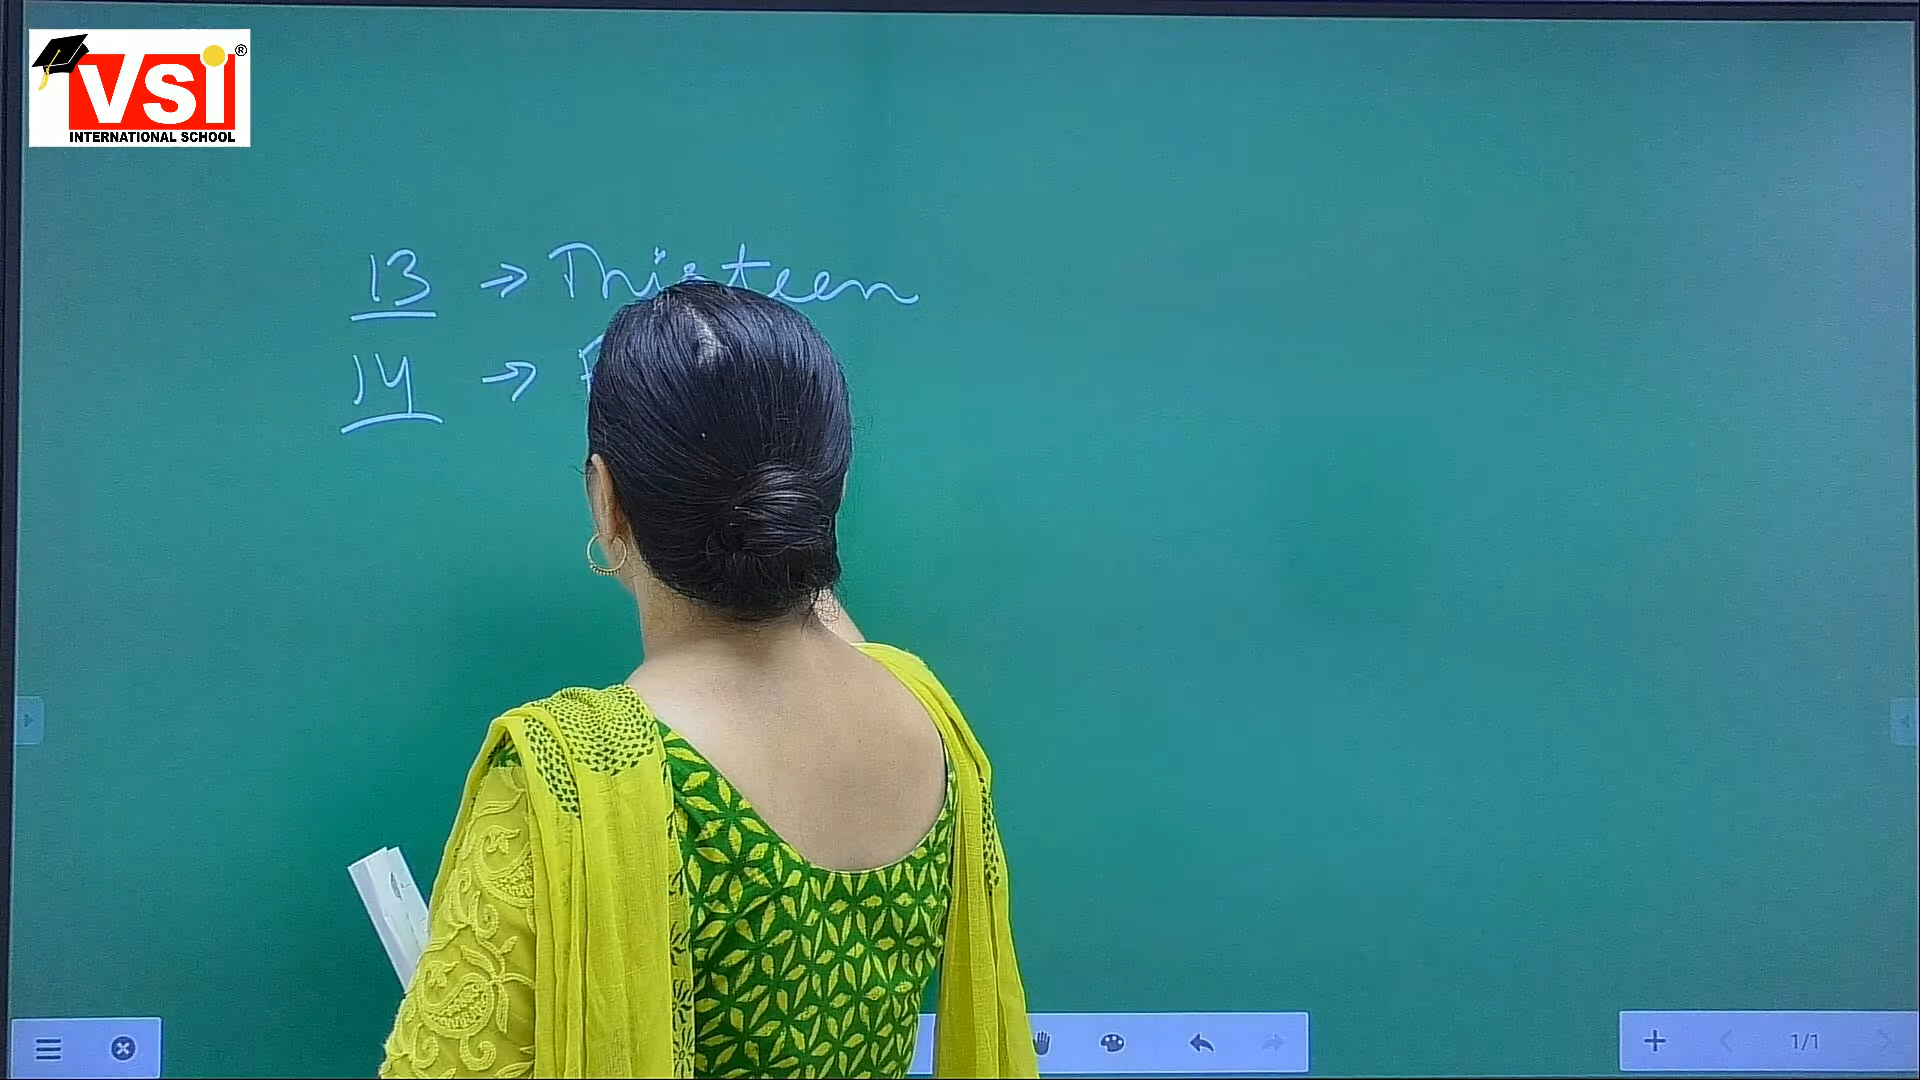 VSI®
INTERNATIONAL SCHOOL
13 → Thirteen
14 →
1/1